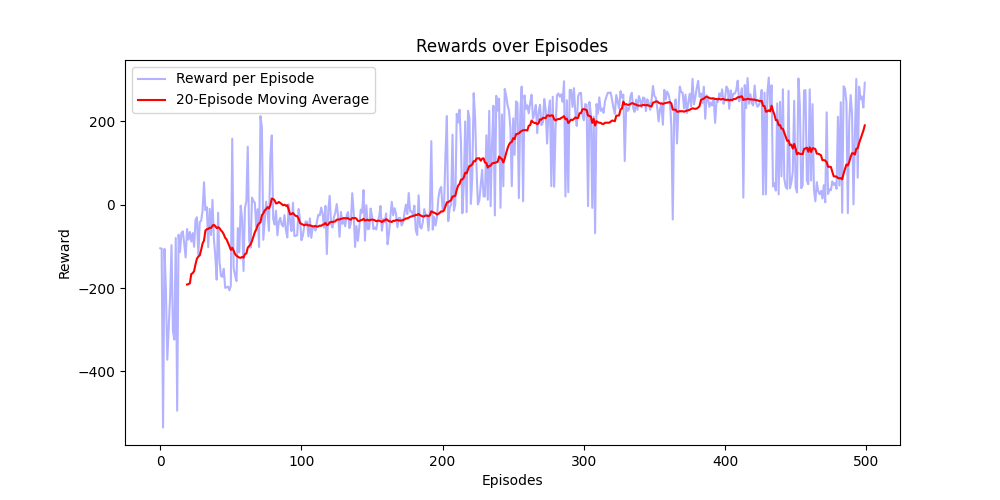 Rewards over Episodes
Reward per Episode
20-Episode Moving Average
Reward
200
0
−200
−400
0 100 200 300 400 500
Episodes